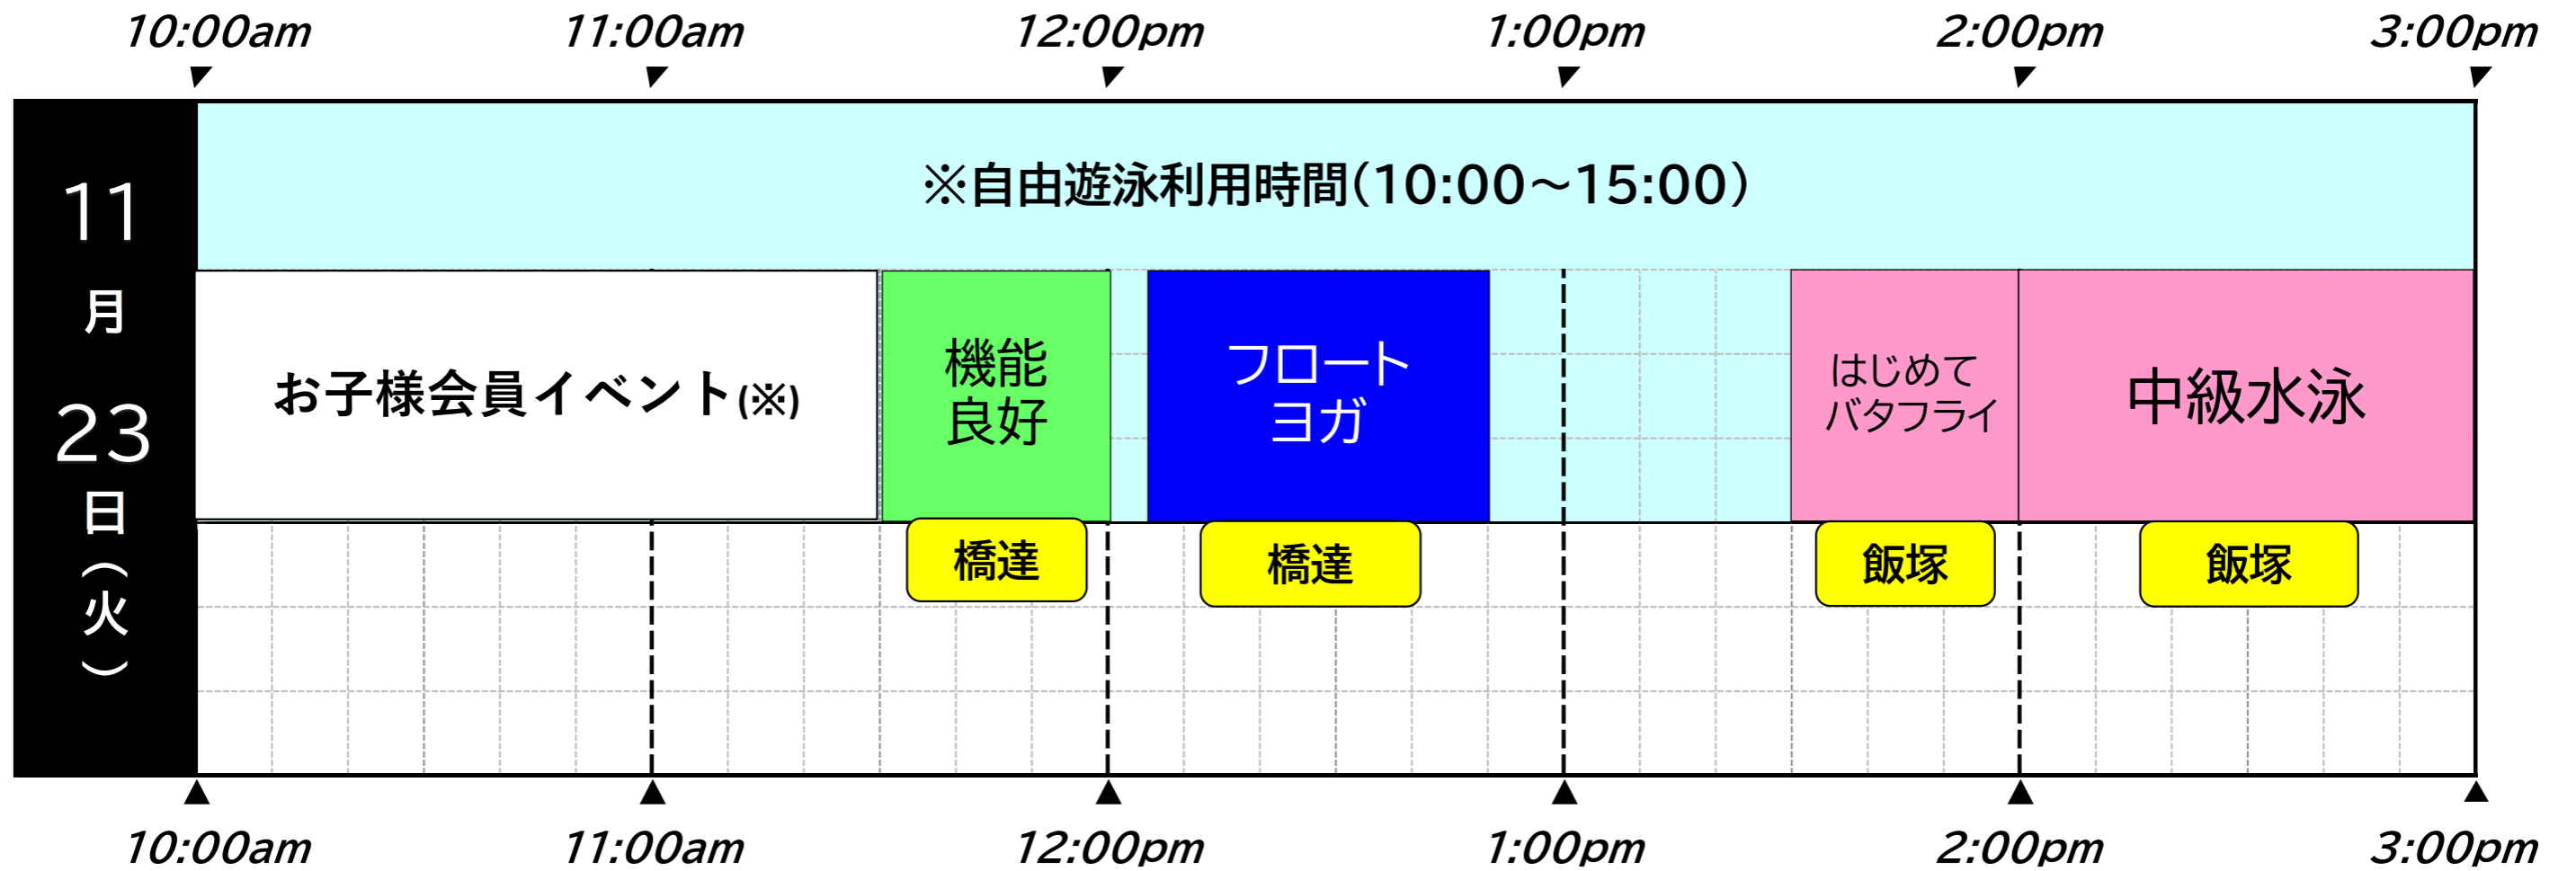 10:00am 11:00am 12:00pm 1:00pm 2:00pm 3:00pm
11
月
23
日
(火)
※自由遊泳利用時間(10:00～15:00)
お子様会員イベント(※)
機能
良好
フロート
ヨガ
はじめて
バタフライ
中級水泳
橋達
橋達
飯塚
飯塚
10:00am 11:00am 12:00pm 1:00pm 2:00pm 3:00pm